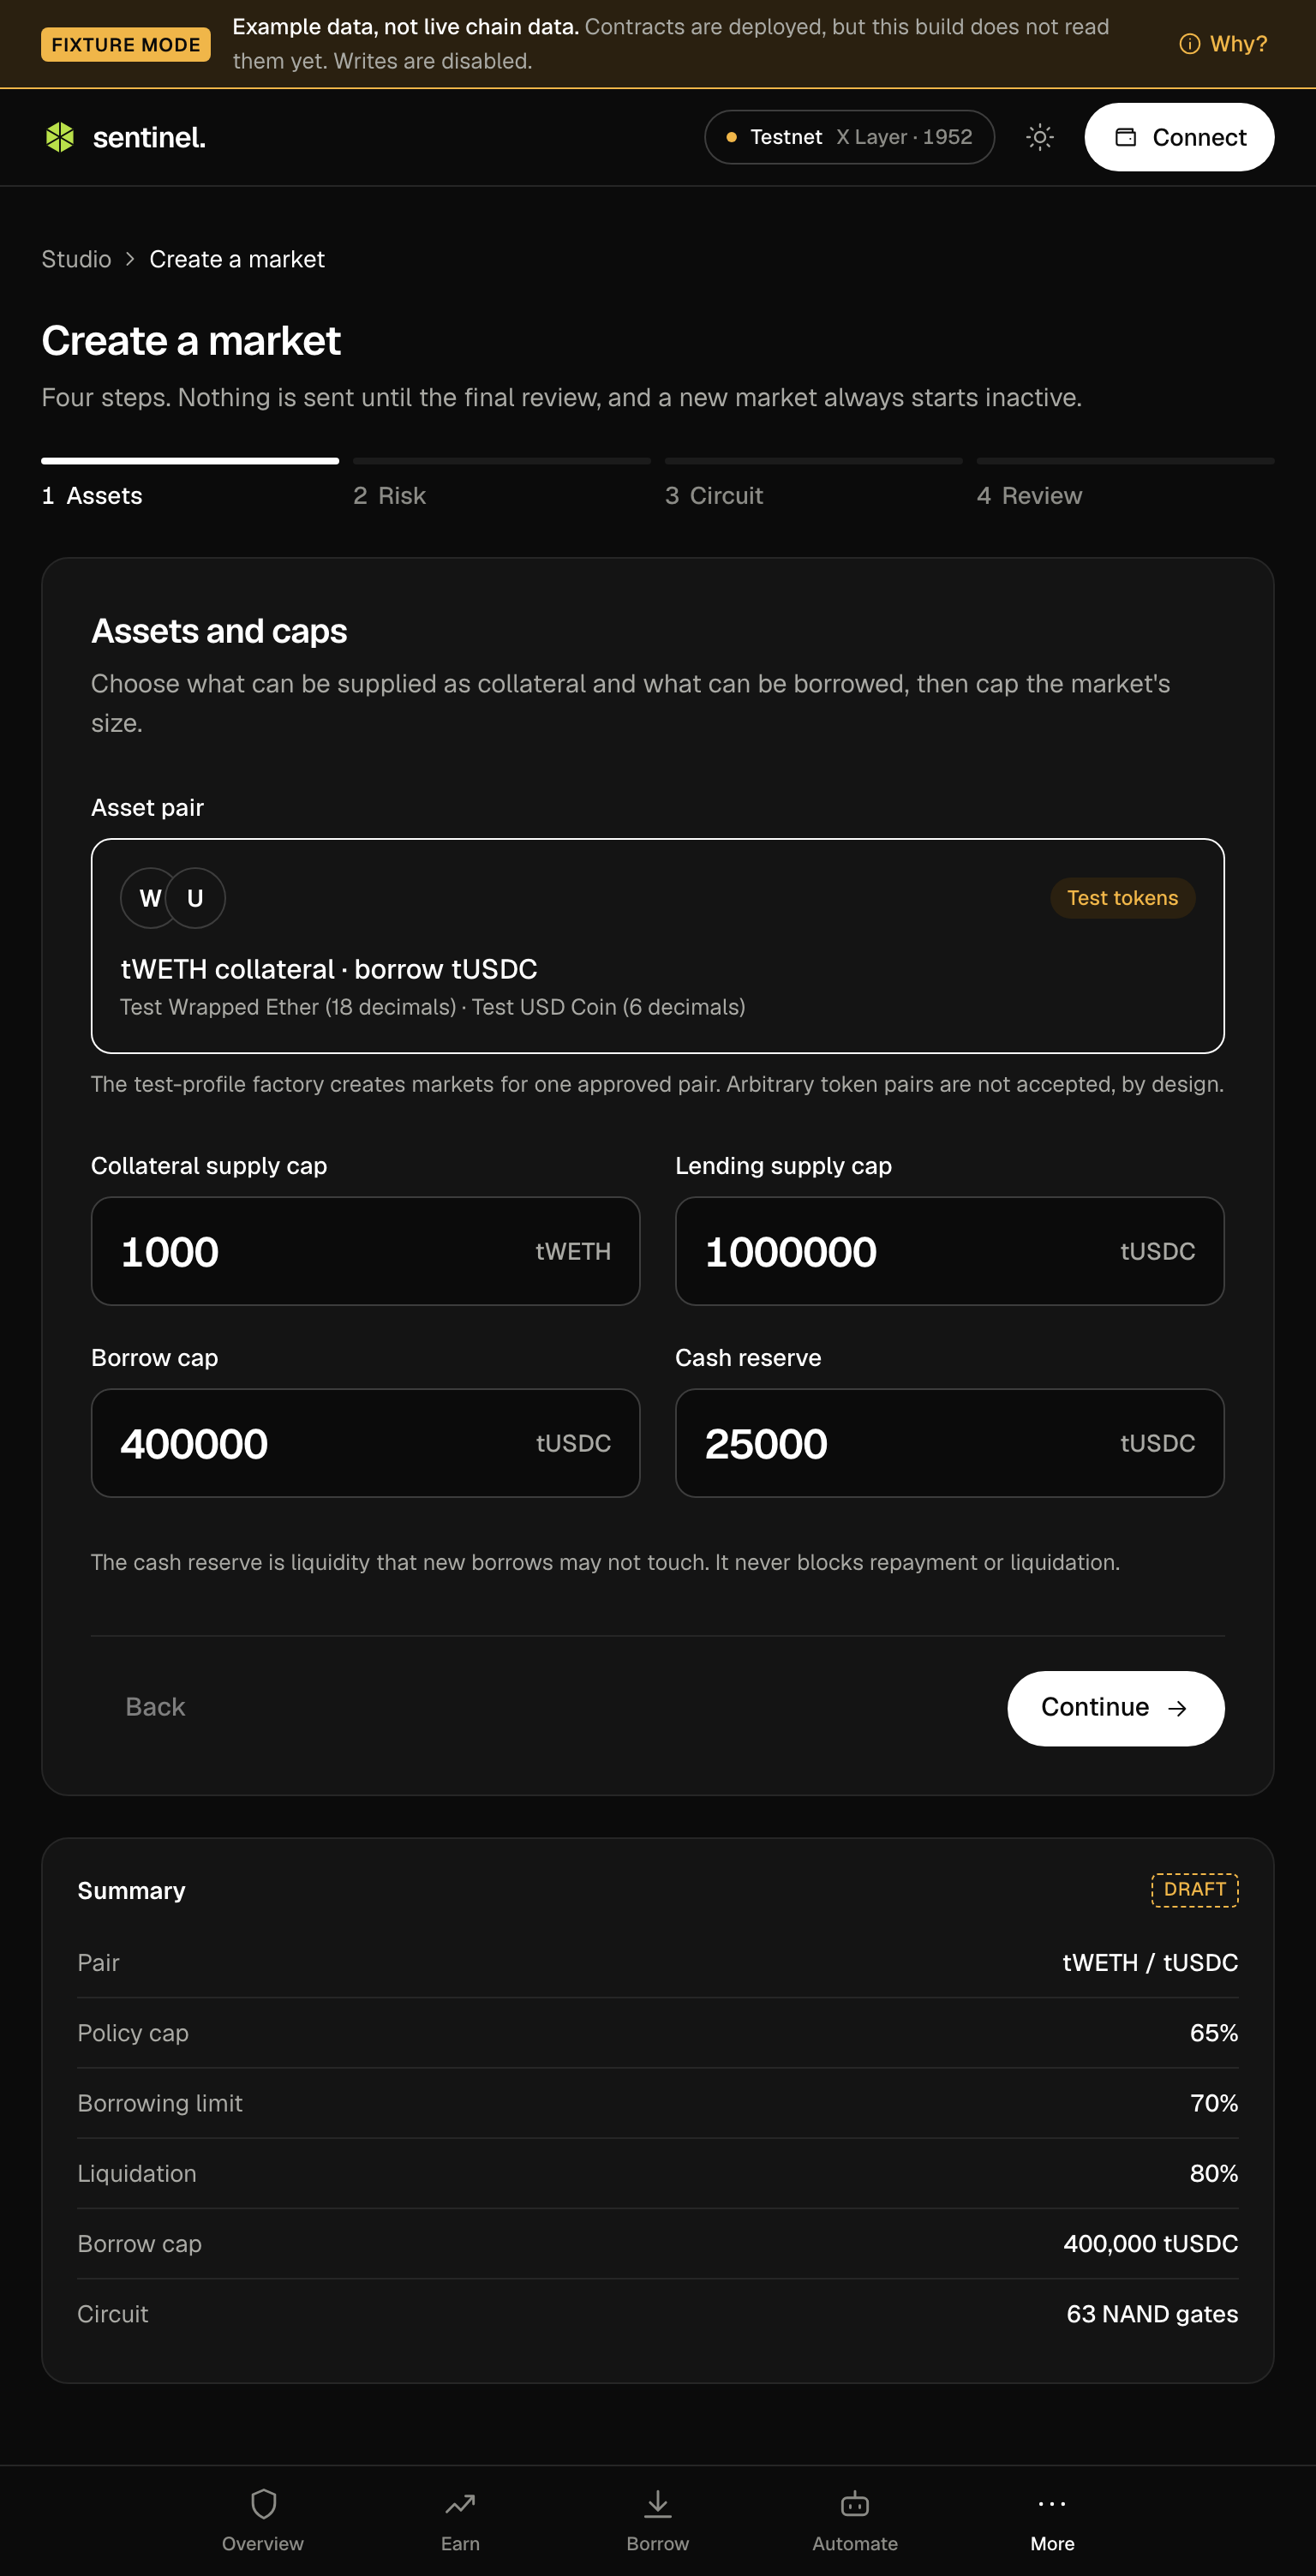 FIXTURE MODE
Example data, not live chain data. Contracts are deployed, but this build does not read
them yet. Writes are disabled.
Why?
sentinel.
Testnet X Layer · 1952
Connect
Studio > Create a market
Create a market
Four steps. Nothing is sent until the final review, and a new market always starts inactive.
1 Assets
2 Risk
3 Circuit
4 Review
Assets and caps
Choose what can be supplied as collateral and what can be borrowed, then cap the market's
size.
Asset pair
W U
Test tokens
tWETH collateral · borrow tUSDC
Test Wrapped Ether (18 decimals) · Test USD Coin (6 decimals)
The test-profile factory creates markets for one approved pair. Arbitrary token pairs are not accepted, by design.
Collateral supply cap
1000 tWETH
Lending supply cap
1000000 tUSDC
Borrow cap
400000 tUSDC
Cash reserve
25000 tUSDC
The cash reserve is liquidity that new borrows may not touch. It never blocks repayment or liquidation.
Back
Continue →
Summary
DRAFT
Pair tWETH / tUSDC
Policy cap 65%
Borrowing limit 70%
Liquidation 80%
Borrow cap 400,000 tUSDC
Circuit 63 NAND gates
Overview
Earn
Borrow
Automate
More